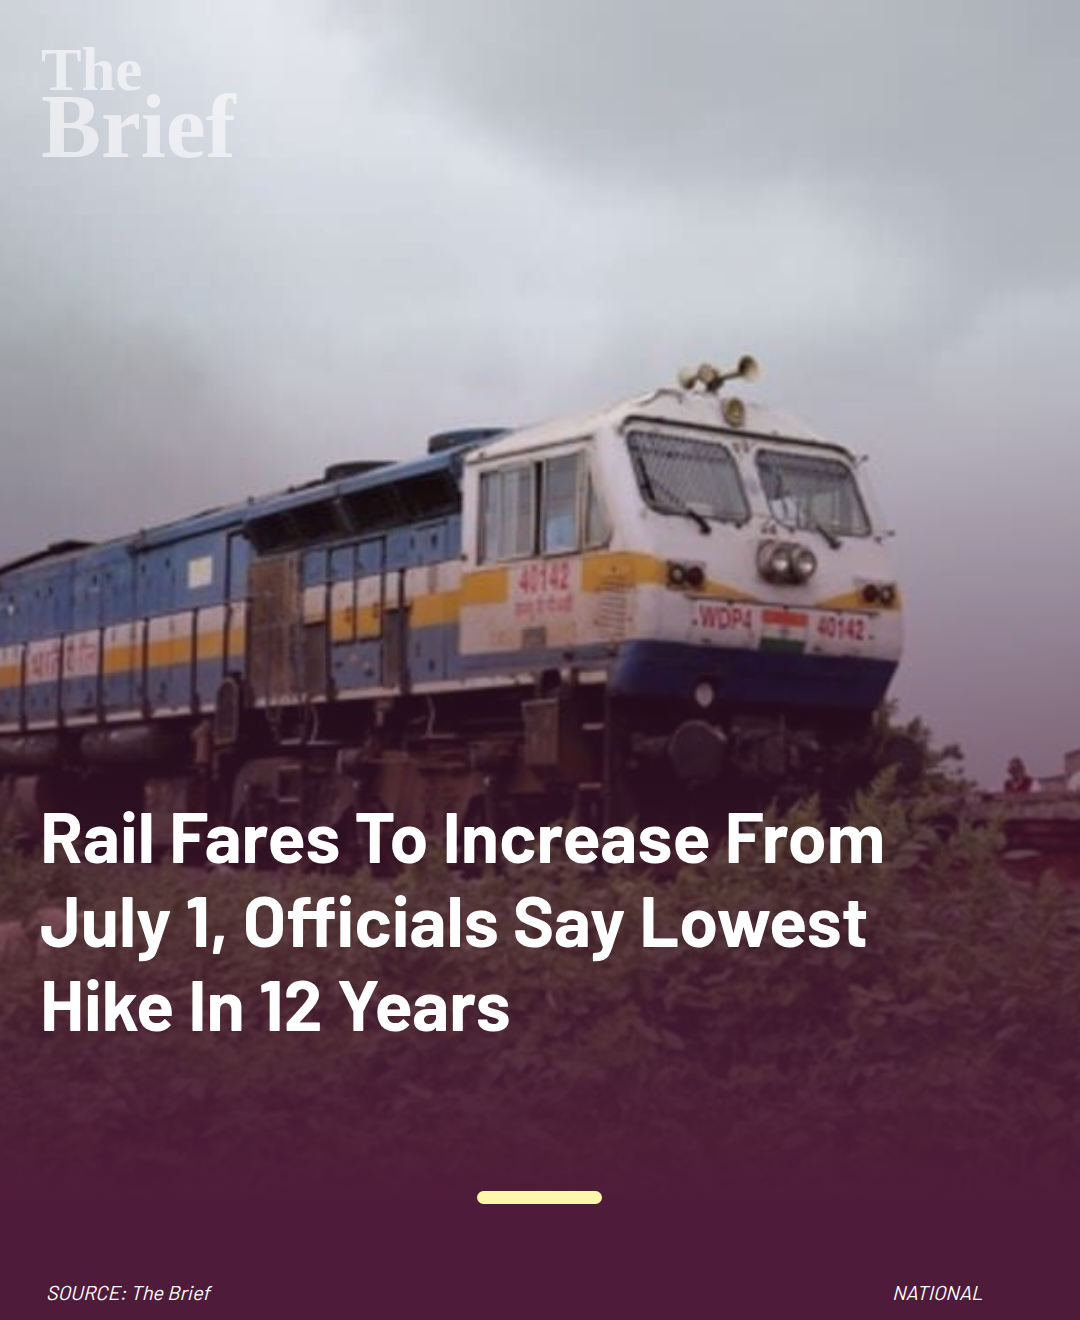 The
Brief
40142
WDP4 40142
Rail Fares To Increase From
July 1, Officials Say Lowest
Hike In 12 Years
SOURCE: The Brief
NATIONAL